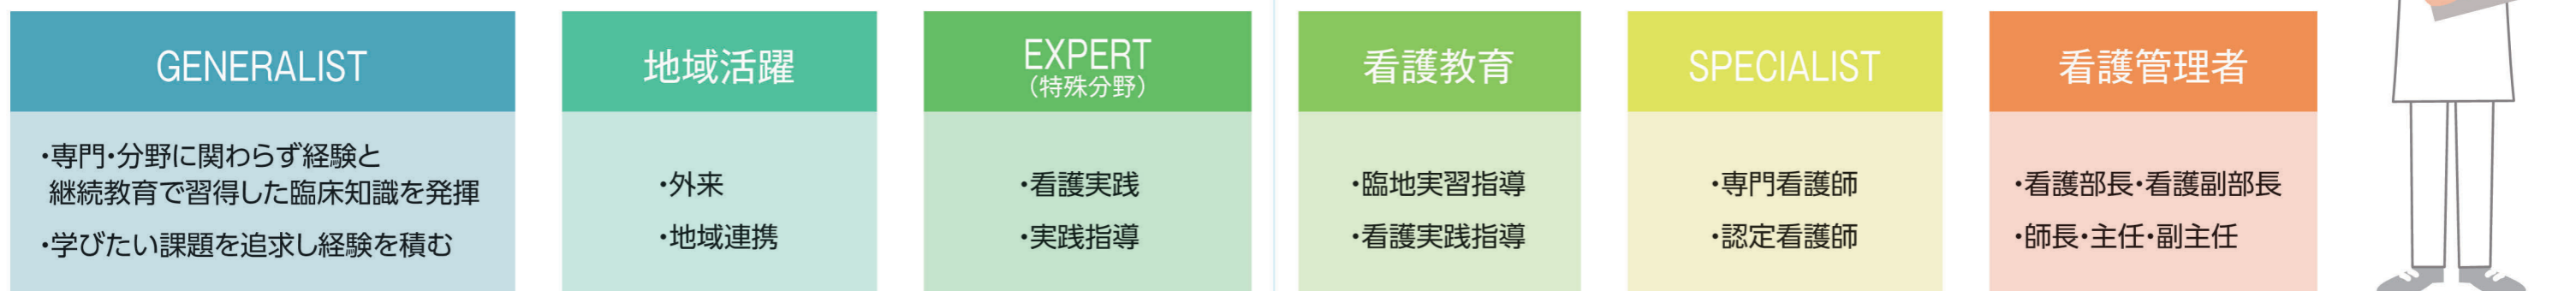 GENERALIST
・専門・分野に関わらず経験と
継続教育で習得した臨床知識を発揮
・学びたい課題を追求し経験を積む
地域活躍
・外来
・地域連携
EXPERT
（特殊分野）
・看護実践
・実践指導
看護教育
・臨地実習指導
・看護実践指導
SPECIALIST
・専門看護師
・認定看護師
看護管理者
・看護部長・看護副部長
・師長・主任・副主任